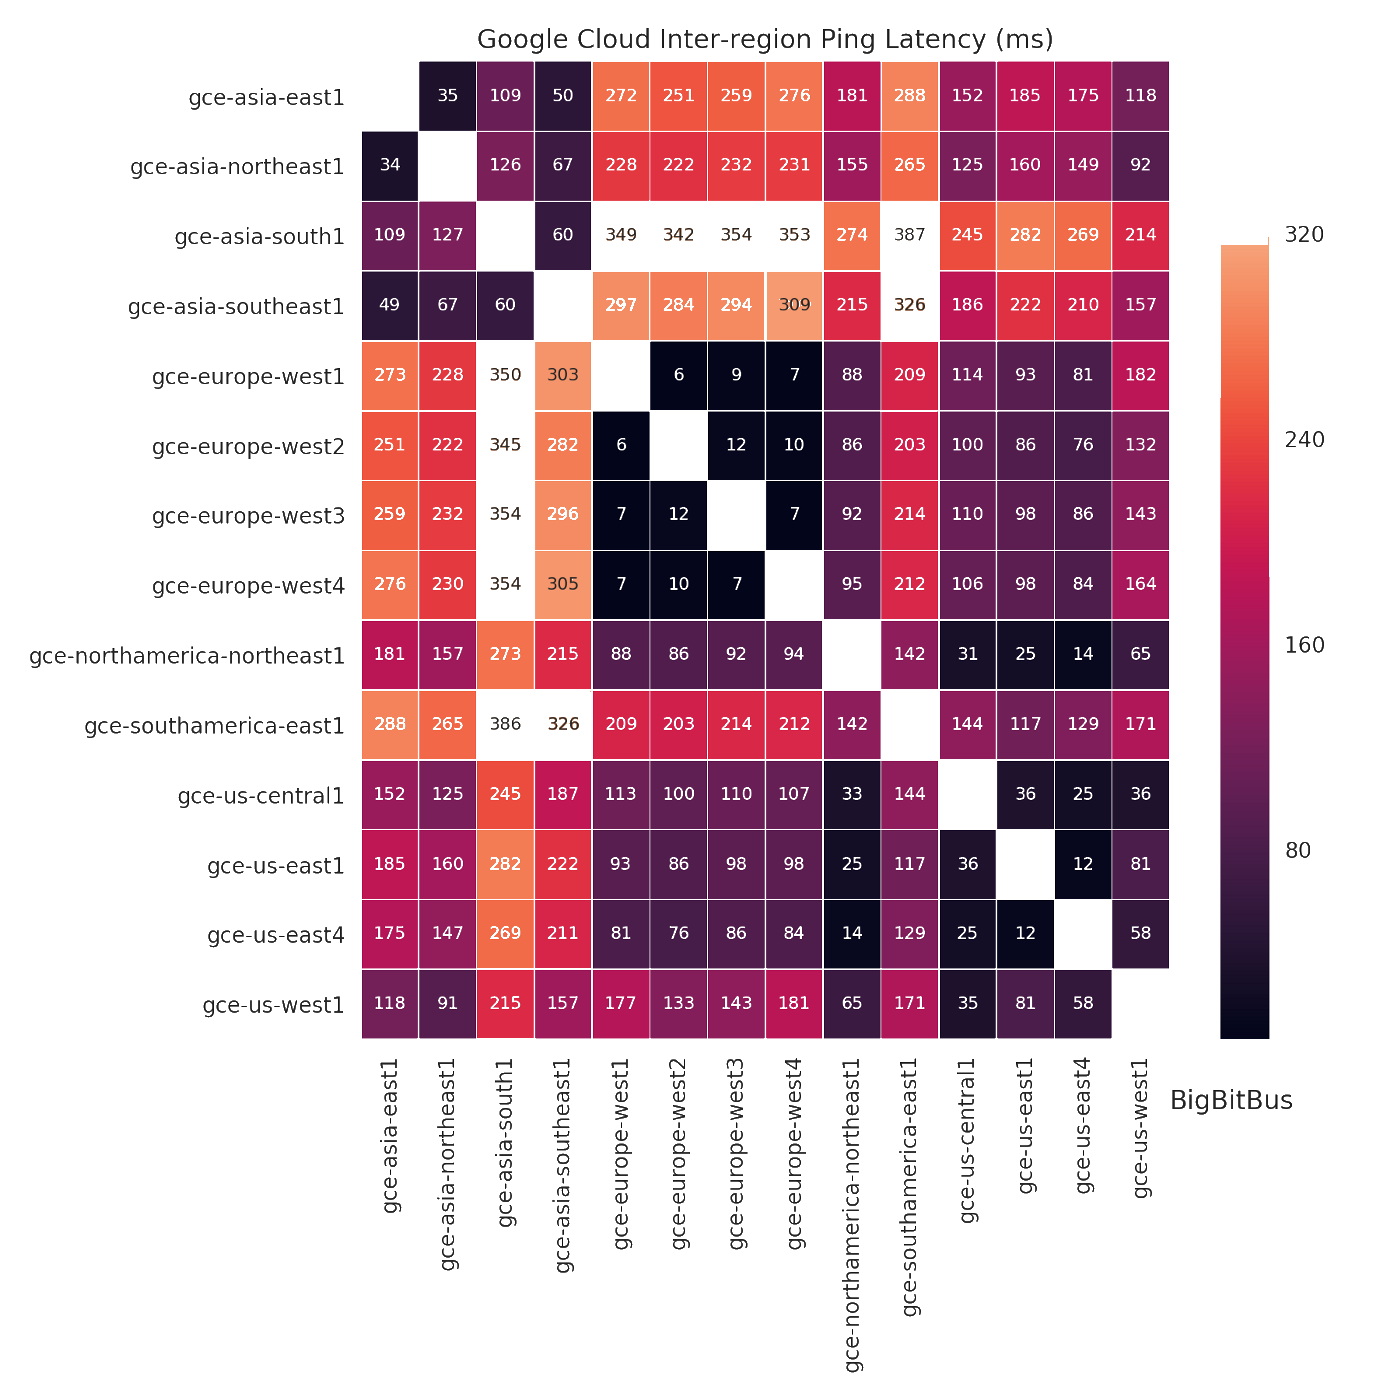 Google Cloud Inter-region Ping Latency (ms)
gce-asia-east1 35 109 50 272 251 259 276 181 288 152 185 175 118
gce-asia-northeast1 34 126 67 228 222 232 231 155 265 125 160 149 92
gce-asia-south1 109 127 60 349 342 354 353 274 387 245 282 269 214
gce-asia-southeast1 49 67 60 297 284 294 309 215 326 186 222 210 157
gce-europe-west1 273 228 350 303 6 9 7 88 209 114 93 81 182
gce-europe-west2 251 222 345 282 6 12 10 86 203 100 86 76 132
gce-europe-west3 259 232 354 296 7 12 7 92 214 110 98 86 143
gce-europe-west4 276 230 354 305 7 10 7 95 212 106 98 84 164
gce-northamerica-northeast1 181 157 273 215 88 86 92 94 142 31 25 14 65
gce-southamerica-east1 288 265 386 326 209 203 214 212 142 144 117 129 171
gce-us-central1 152 125 245 187 113 100 110 107 33 144 36 25 36
gce-us-east1 185 160 282 222 93 86 98 98 25 117 36 12 81
gce-us-east4 175 147 269 211 81 76 86 84 14 129 25 12 58
gce-us-west1 118 91 215 157 177 133 143 181 65 171 35 81 58
gce-asia-east1
gce-asia-northeast1
gce-asia-south1
gce-asia-southeast1
gce-europe-west1
gce-europe-west2
gce-europe-west3
gce-europe-west4
gce-northamerica-northeast1
gce-southamerica-east1
gce-us-central1
gce-us-east1
gce-us-east4
gce-us-west1
320
240
160
80
BigBitBus